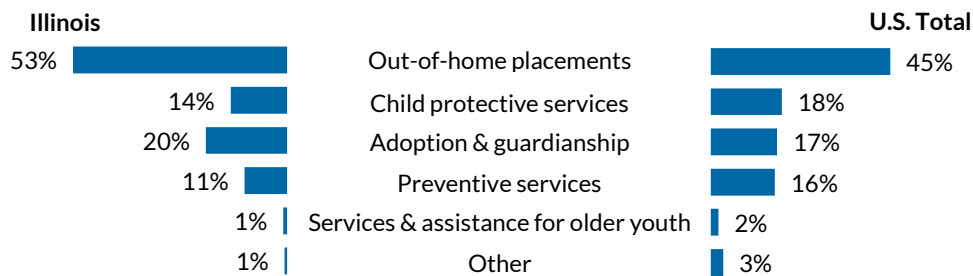 Illinois U.S. Total
53% Out-of-home placements 45%
14% Child protective services 18%
20% Adoption & guardianship 17%
11% Preventive services 16%
1% Services & assistance for older youth 2%
1% Other 3%